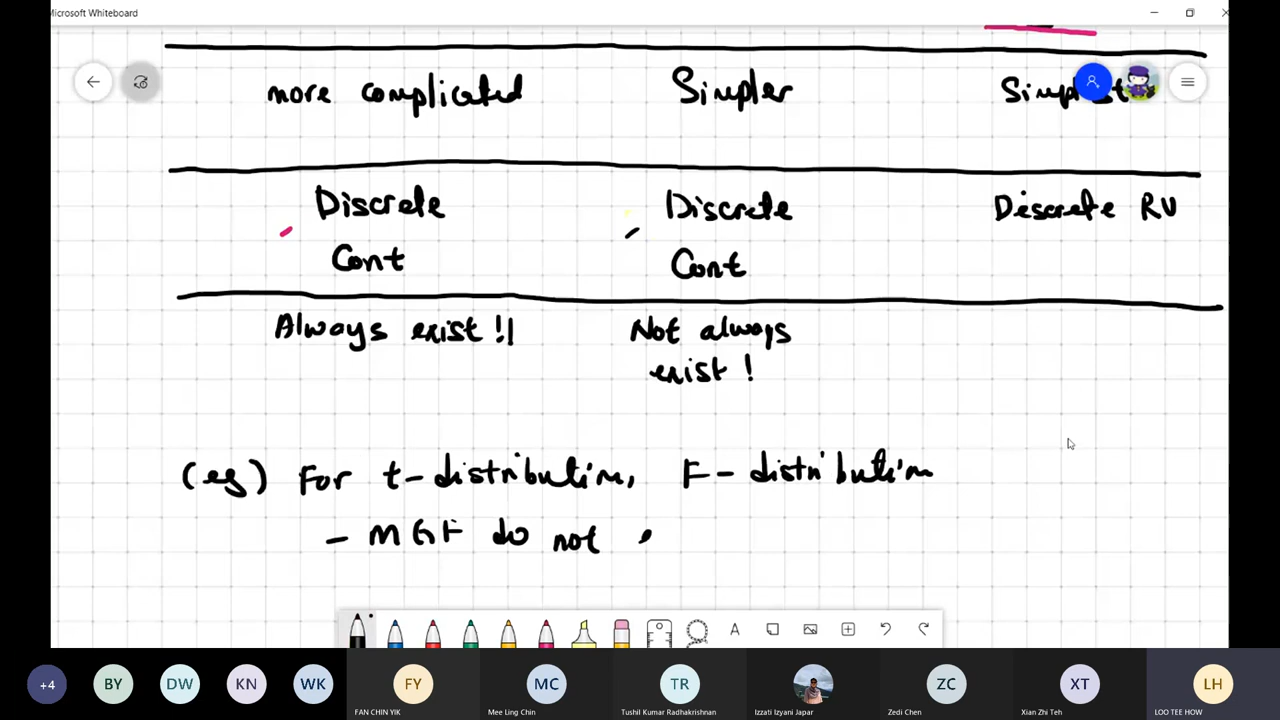 Microsoft Whiteboard
more complicated Simpler
Discrete Discrete Discrete RV
Cont Cont
Always exist !! Not always
exist !
(eg) For t-distribution, F-distribution
- MGF do not
A
+4 BY DW KN WK FY MC TR ZC XT LH
FAN CHIN YIK Mee Ling Chin Tushil Kumar Radhakrishnan Izzati Izyani Japar Zedi Chen Xian Zhi Teh LOO TEE HOW